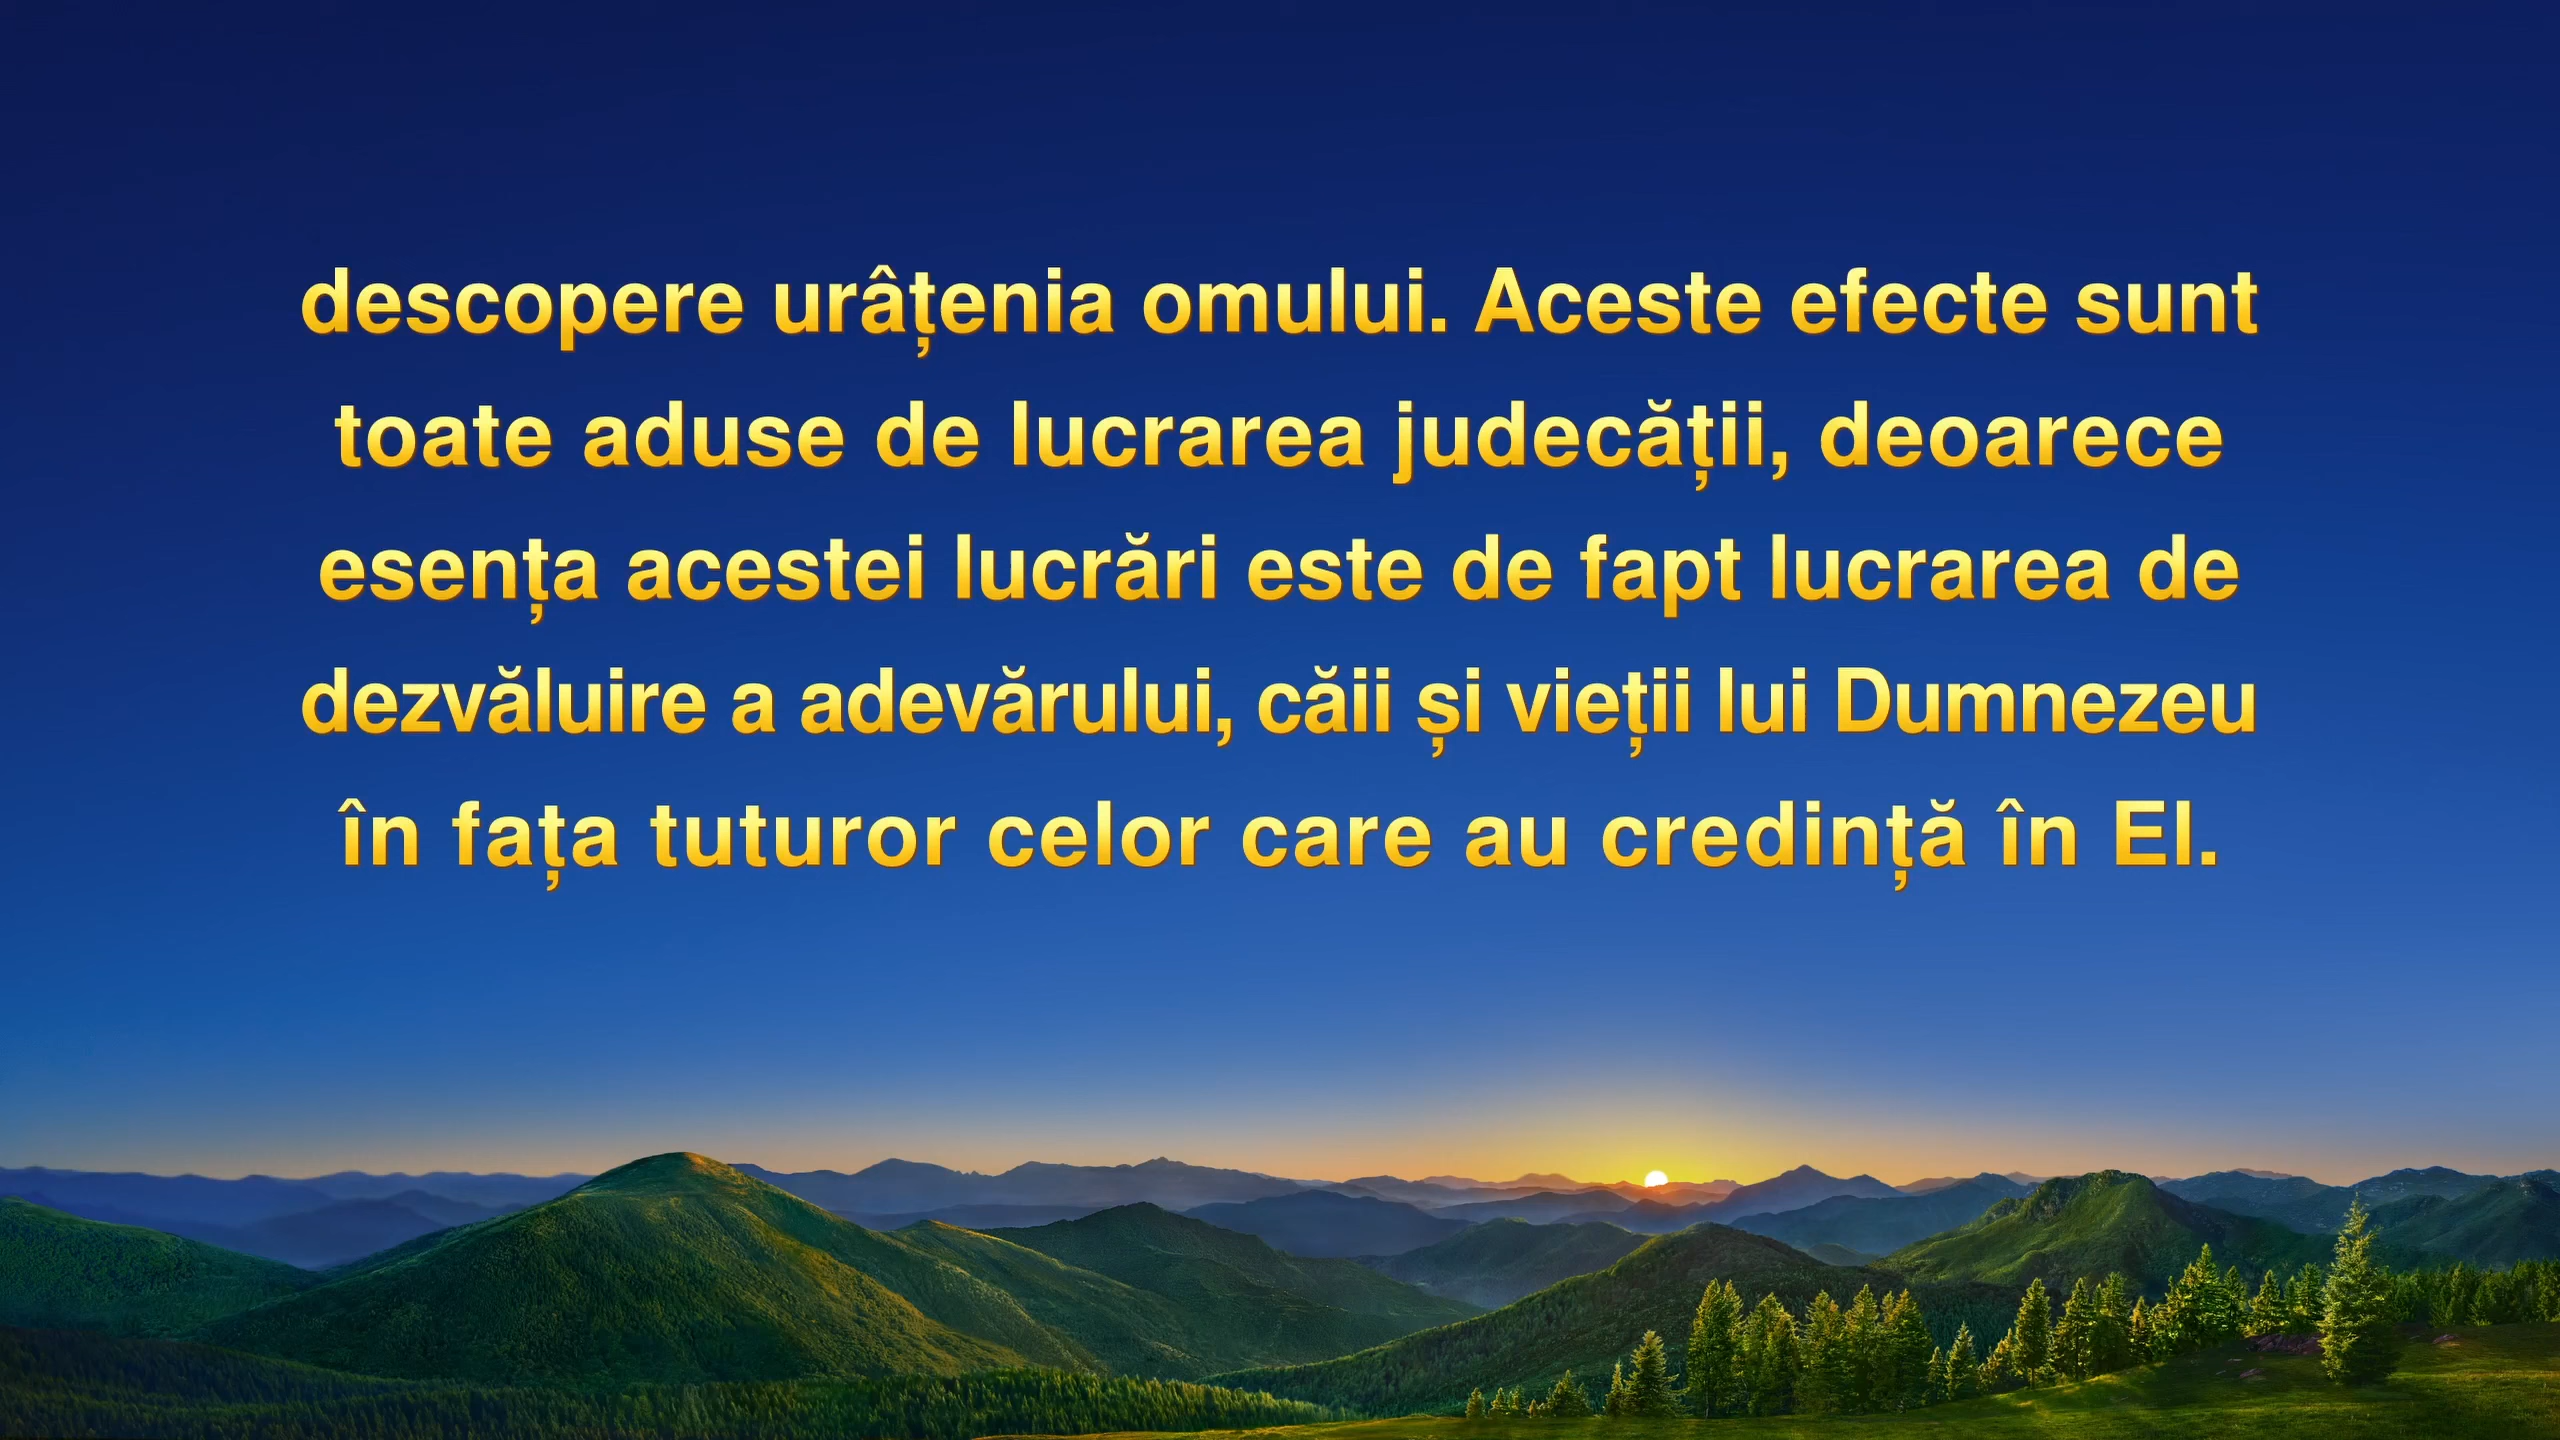 descopere urâțenia omului. Aceste efecte sunt
toate aduse de lucrarea judecății, deoarece
esența acestei lucrări este de fapt lucrarea de
dezvăluire a adevărului, căii și vieții lui Dumnezeu
în fața tuturor celor care au credință în El.